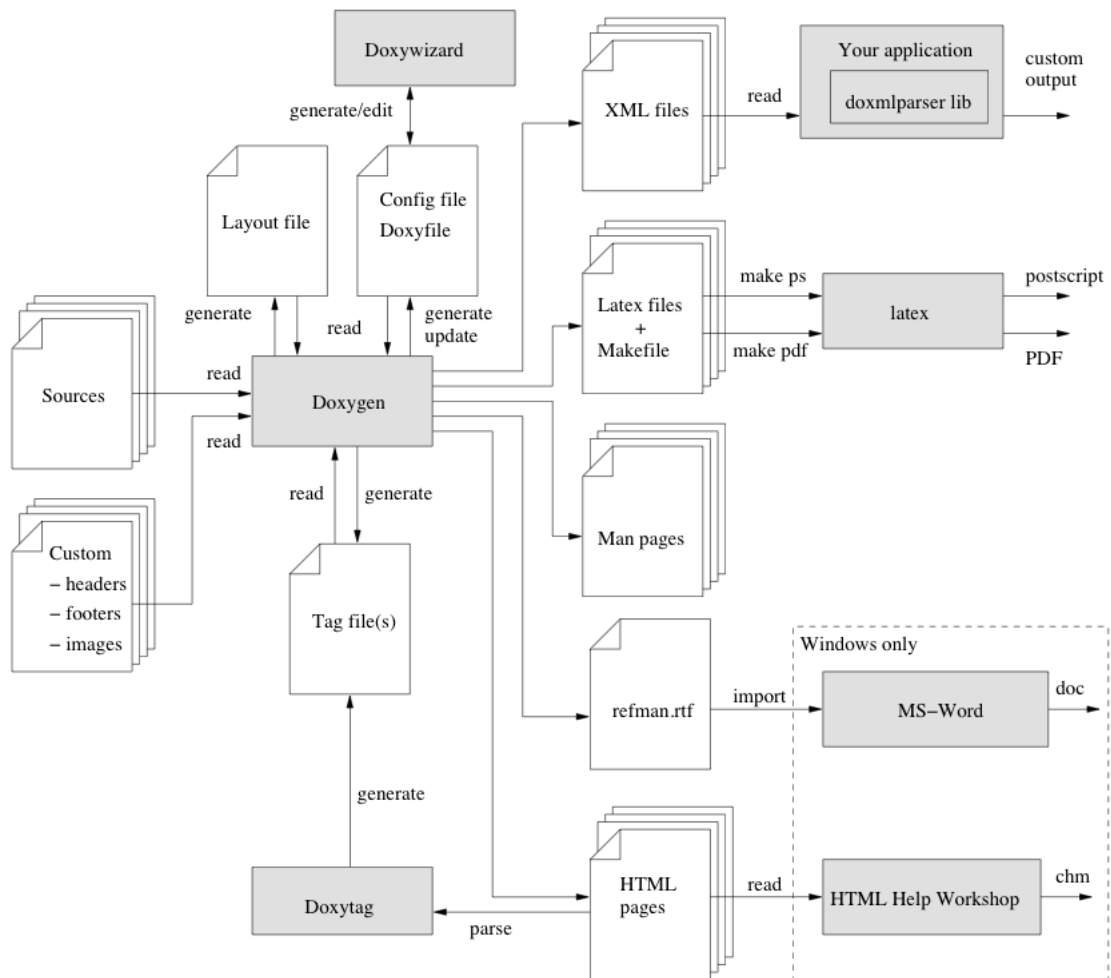 Doxywizard
Your application
custom
output
doxmlparser lib
XML files
read
generate/edit
Layout file
Config file
Doxyfile
make ps
postscript
Latex files
+
Makefile
latex
make pdf
PDF
generate
read
generate
update
Sources
read
Doxygen
read
read
generate
Man pages
Custom
– headers
– footers
– images
Tag file(s)
Windows only
refman.rtf
import
MS–Word
doc
generate
Doxytag
parse
HTML
pages
read
HTML Help Workshop
chm